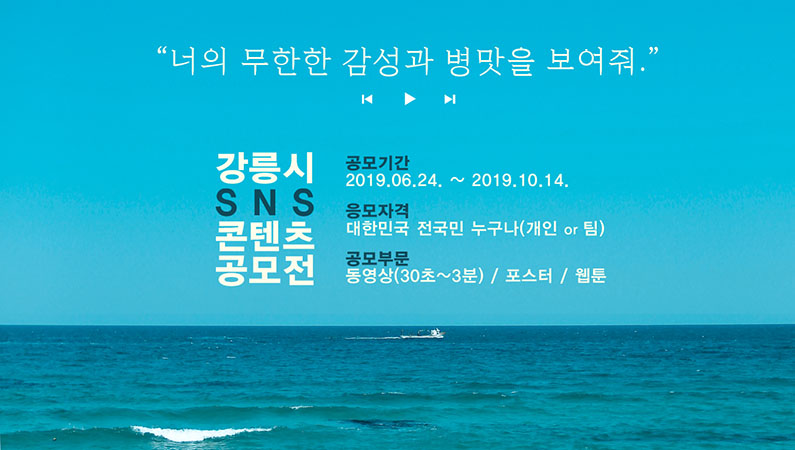 “너의 무한한 감성과 병맛을 보여줘.”
강릉시
SNS
콘텐츠
공모전
공모기간
2019.06.24. ~ 2019.10.14.
응모자격
대한민국 전국민 누구나(개인 or 팀)
공모부문
동영상(30초~3분) / 포스터 / 웹툰